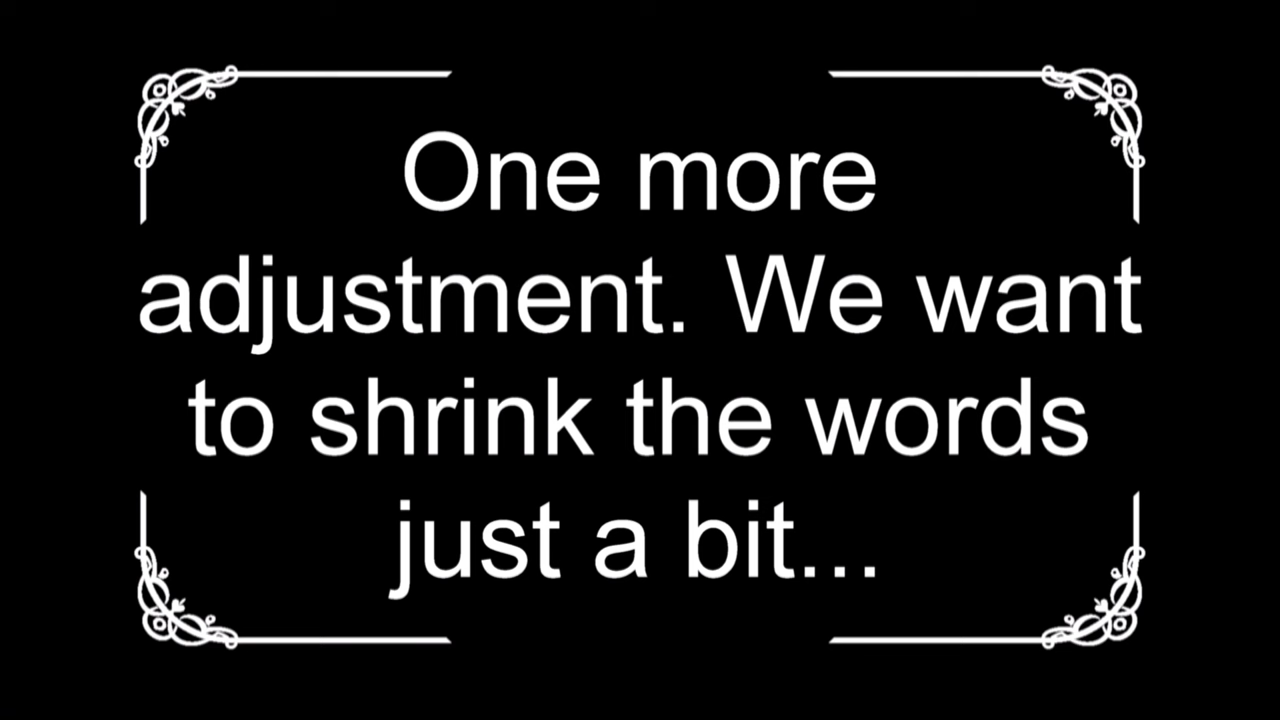 One more
adjustment. We want
to shrink the words
just a bit...